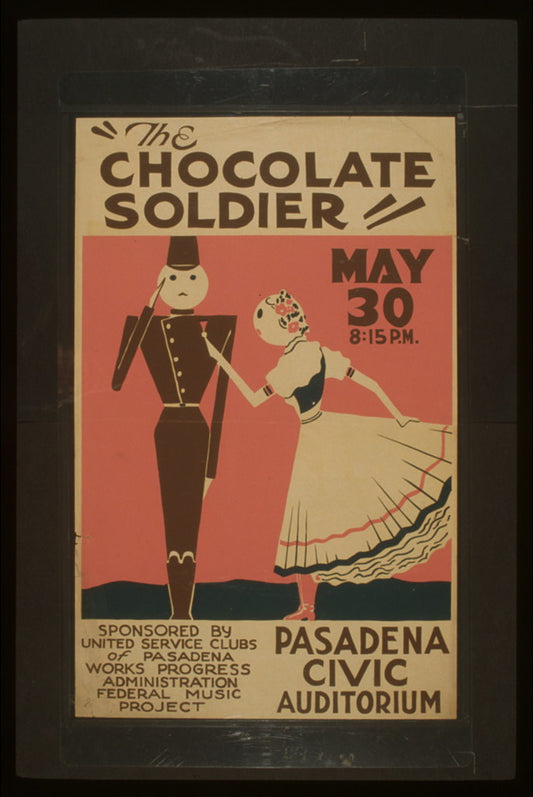 "The
CHOCOLATE
SOLDIER"
MAY
30
8:15 P.M.
SPONSORED BY
UNITED SERVICE CLUBS
of PASADENA
WORKS PROGRESS
ADMINISTRATION
FEDERAL MUSIC
PROJECT
PASADENA
CIVIC
AUDITORIUM